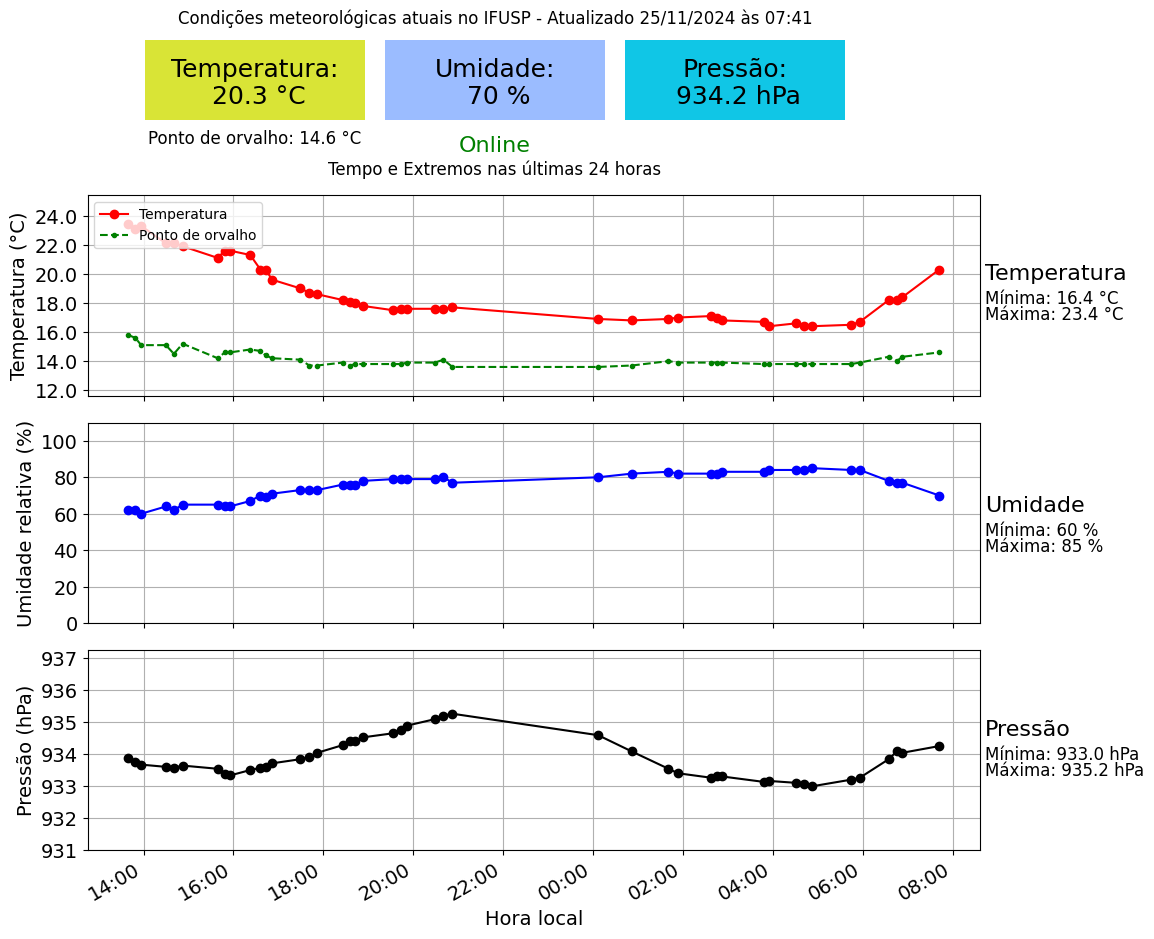 Condições meteorológicas atuais no IFUSP - Atualizado 25/11/2024 às 07:41
Temperatura:
20.3 °C
Umidade:
70 %
Pressão:
934.2 hPa
Ponto de orvalho: 14.6 °C
Online
Tempo e Extremos nas últimas 24 horas
Temperatura (°C)
24.0
22.0
20.0
18.0
16.0
14.0
12.0
Temperatura
Ponto de orvalho
Temperatura
Mínima: 16.4 °C
Máxima: 23.4 °C
Umidade relativa (%)
100
80
60
40
20
0
Umidade
Mínima: 60 %
Máxima: 85 %
Pressão (hPa)
937
936
935
934
933
932
931
Pressão
Mínima: 933.0 hPa
Máxima: 935.2 hPa
14:00
16:00
18:00
20:00
22:00
00:00
02:00
04:00
06:00
08:00
Hora local